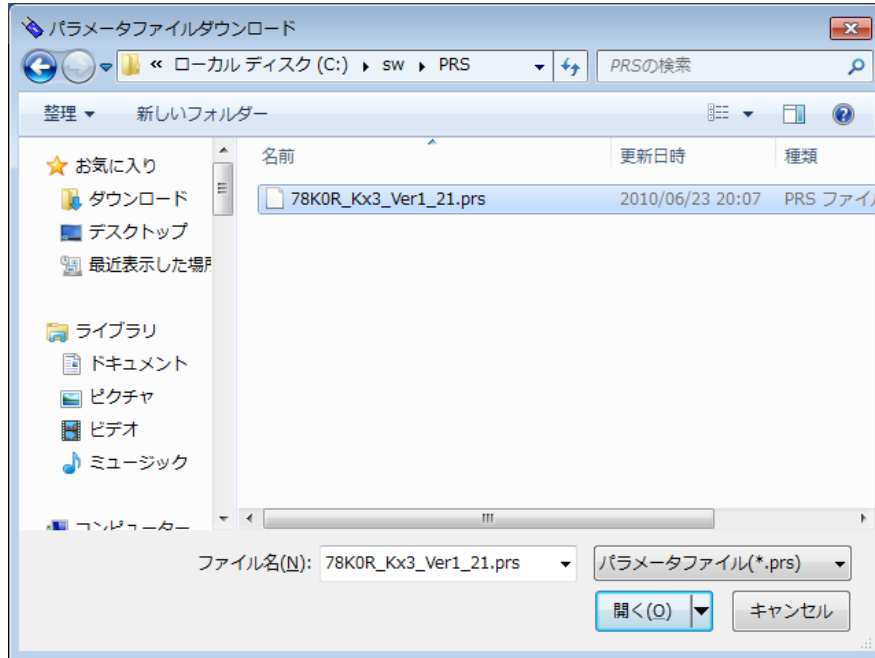 パラメータファイルダウンロード
« ローカル ディスク (C:) ▸ sw ▸ PRS
PRSの検索
整理 ▼ 新しいフォルダー
お気に入り
ダウンロード
デスクトップ
最近表示した場所
ライブラリ
ドキュメント
ピクチャ
ビデオ
ミュージック
コンピューター
名前 更新日時 種類
78K0R_Kx3_Ver1_21.prs 2010/06/23 20:07 PRS ファイル
ファイル名(N): 78K0R_Kx3_Ver1_21.prs パラメータファイル(*.prs)
開く(O) キャンセル